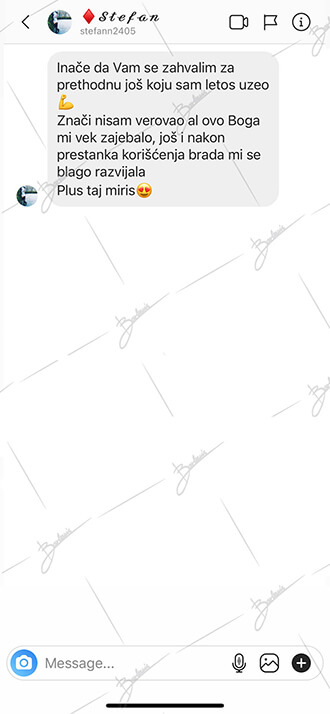 ♦️ 𝓢𝓽𝓮𝓯𝓪𝓷
stefann2405
Inače da Vam se zahvalim za
prethodnu još koju sam letos uzeo
💪
Znači nisam verovao al ovo Boga
mi vek zajebalo, još i nakon
prestanka korišćenja brada mi se
blago razvijala
Plus taj miris😍
Message...